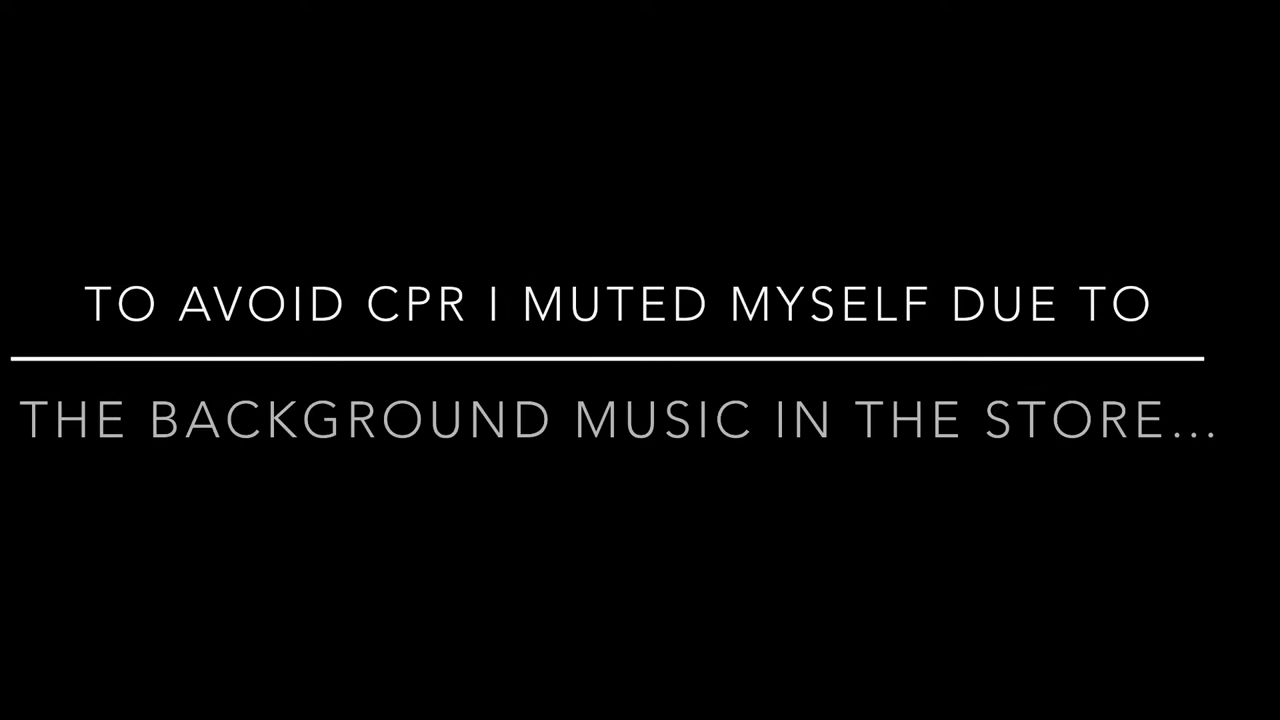 TO AVOID CPR I MUTED MYSELF DUE TO
THE BACKGROUND MUSIC IN THE STORE...